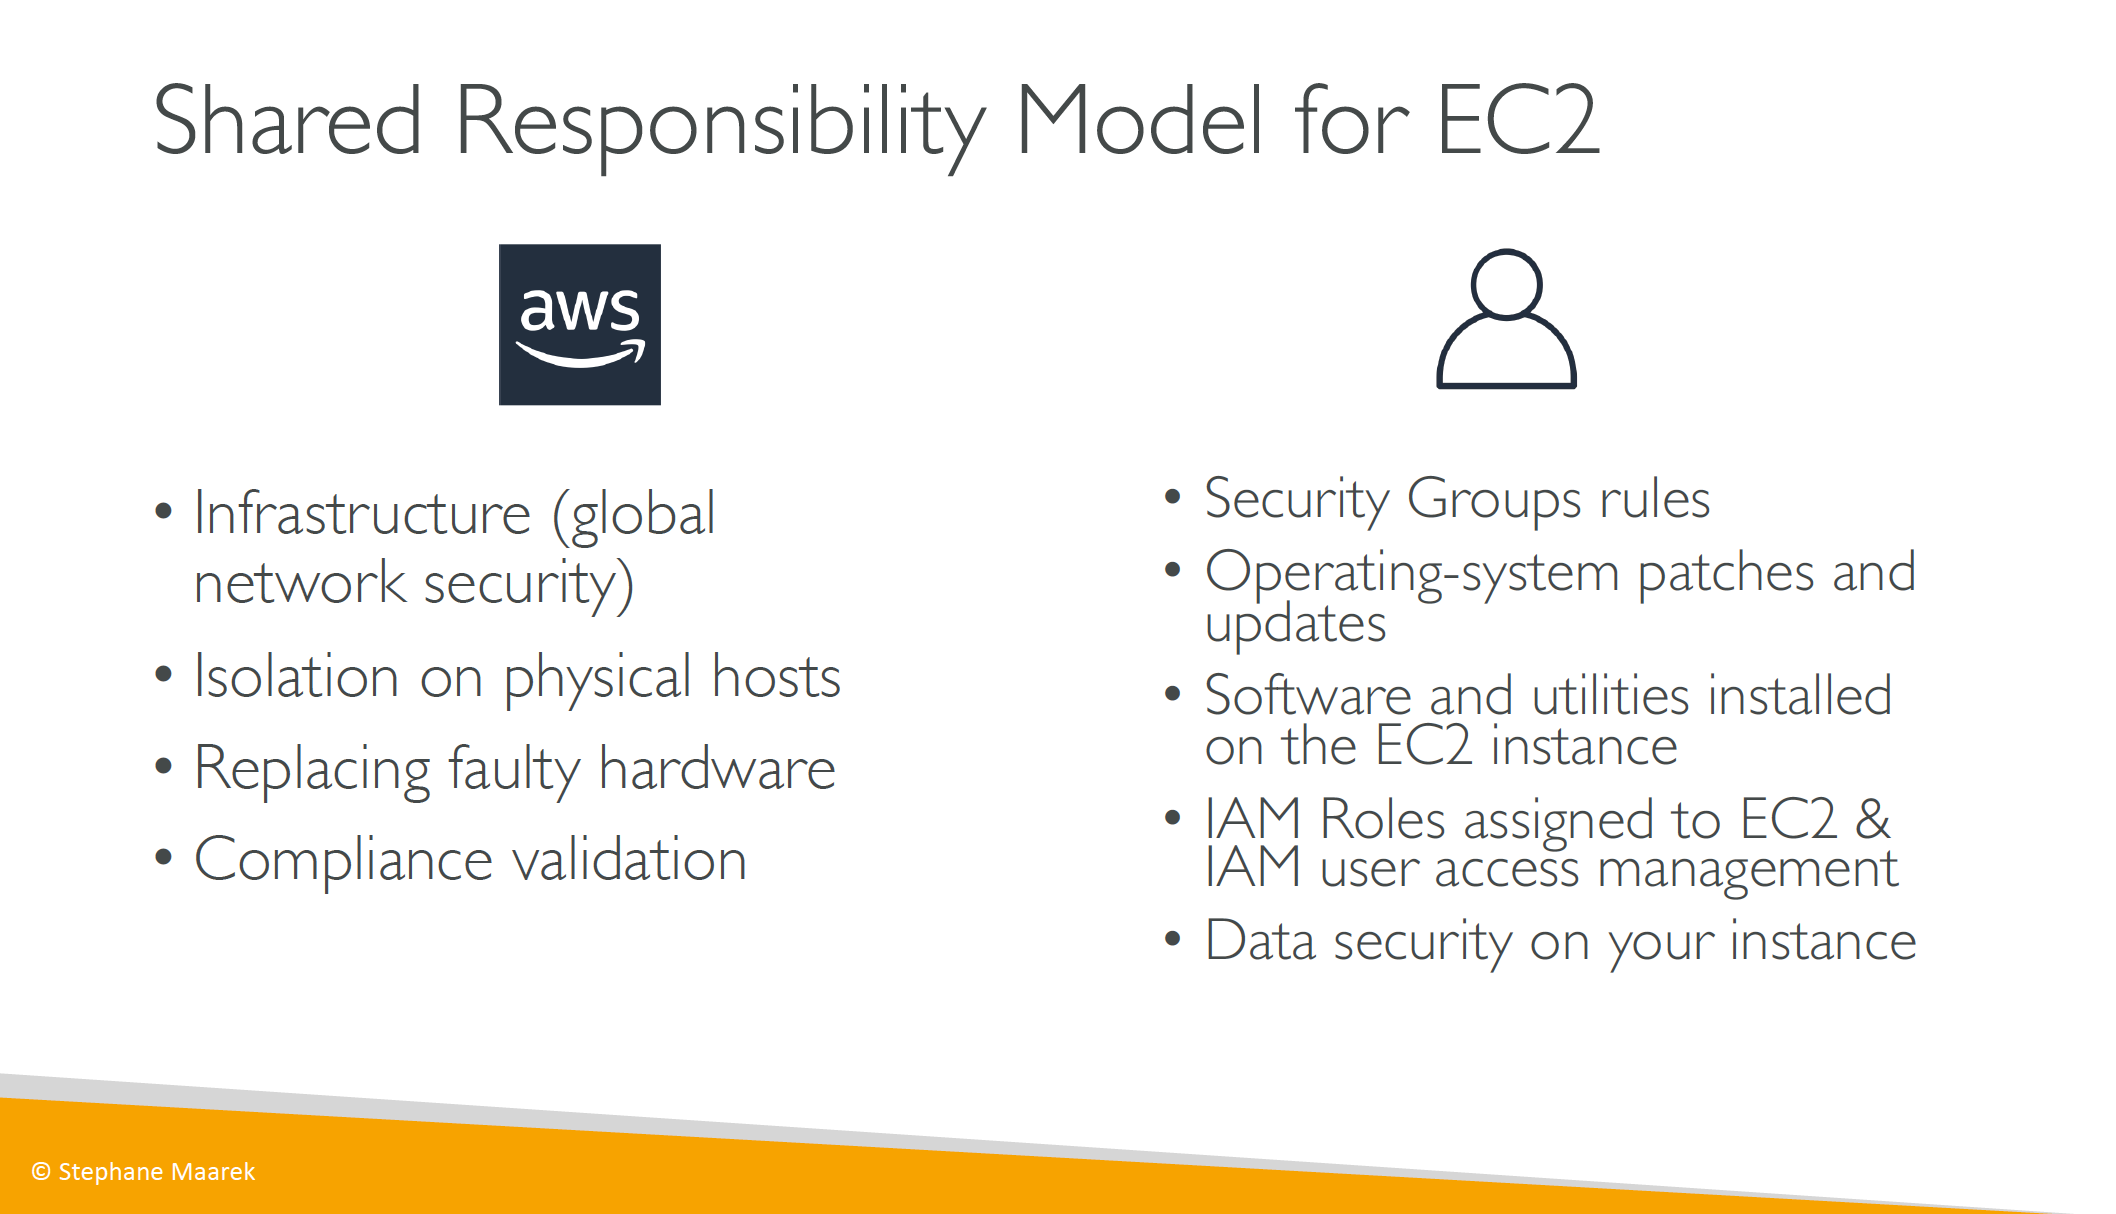 Shared Responsibility Model for EC2
aws
• Infrastructure (global
network security)
• Isolation on physical hosts
• Replacing faulty hardware
• Compliance validation
• Security Groups rules
• Operating-system patches and
updates
• Software and utilities installed
on the EC2 instance
• IAM Roles assigned to EC2 &
IAM user access management
• Data security on your instance
© Stephane Maarek